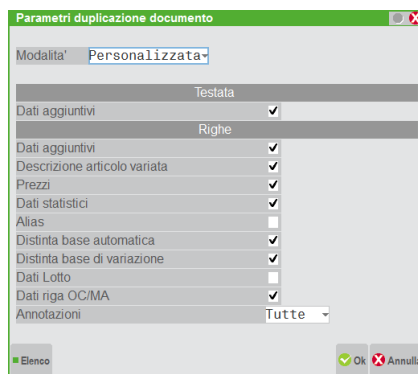 Parametri duplicazione documento
Modalita' Personalizzata
Testata
Dati aggiuntivi
Righe
Dati aggiuntivi
Descrizione articolo variata
Prezzi
Dati statistici
Alias
Distinta base automatica
Distinta base di variazione
Dati Lotto
Dati riga OC/MA
Annotazioni Tutte
Elenco Ok Annulla